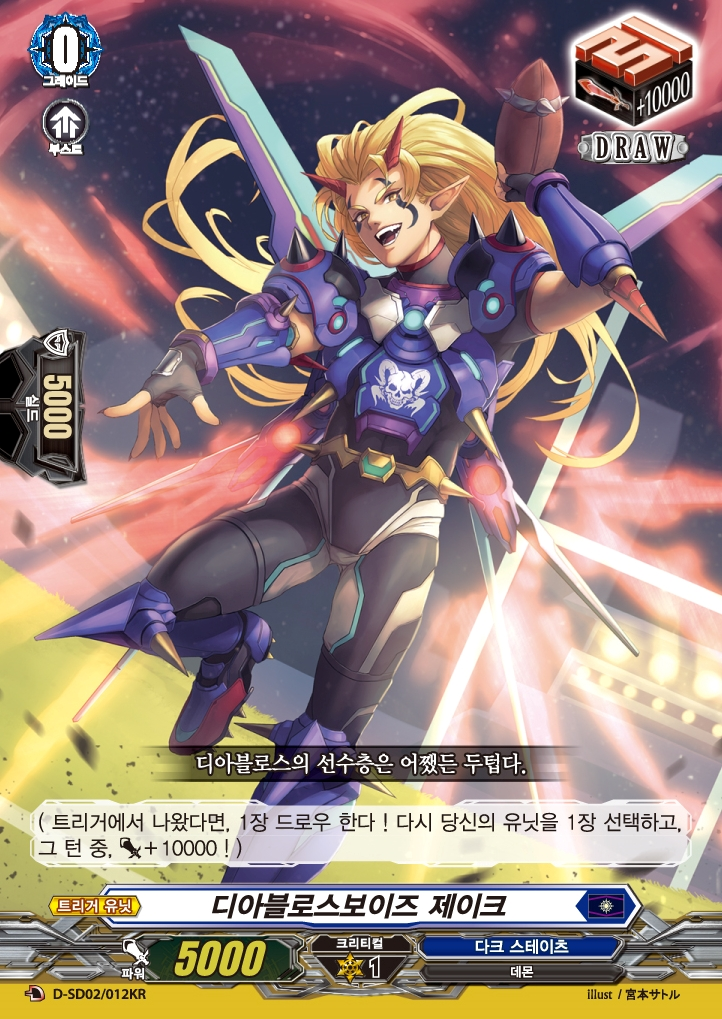 0
그레이드
부스트
引
+10000
DRAW
5000
실드
디아블로스의 선수층은 어쨌든 두텁다.
( 트리거에서 나왔다면, 1장 드로우 한다 ! 다시 당신의 유닛을 1장 선택하고,
그 턴 중, +10000 ! )
트리거 유닛
디아블로스보이즈 제이크
파워
5000
크리티컬
1
다크 스테이츠
데몬
D-SD02/012KR
illust / 宮本サトル